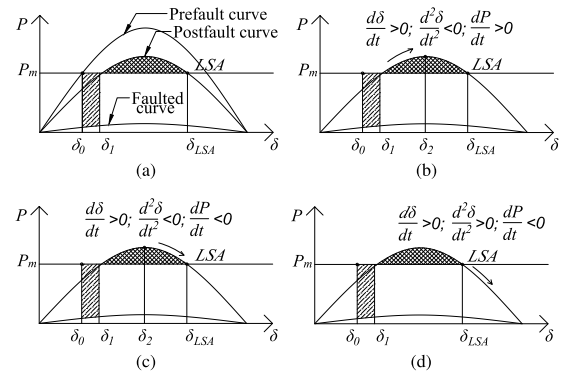 P
Prefault curve
Postfault curve
P_m
LSA
Faulted
curve
δ_0 δ_1 δ_LSA δ
(a)
P
dδ/dt >0; d²δ/dt² <0; dP/dt >0
P_m
LSA
δ_0 δ_1 δ_2 δ_LSA δ
(b)
P
dδ/dt >0; d²δ/dt² <0; dP/dt <0
P_m
LSA
δ_0 δ_1 δ_2 δ_LSA δ
(c)
P
dδ/dt >0; d²δ/dt² >0; dP/dt <0
P_m
LSA
δ_0 δ_1 δ_LSA δ
(d)